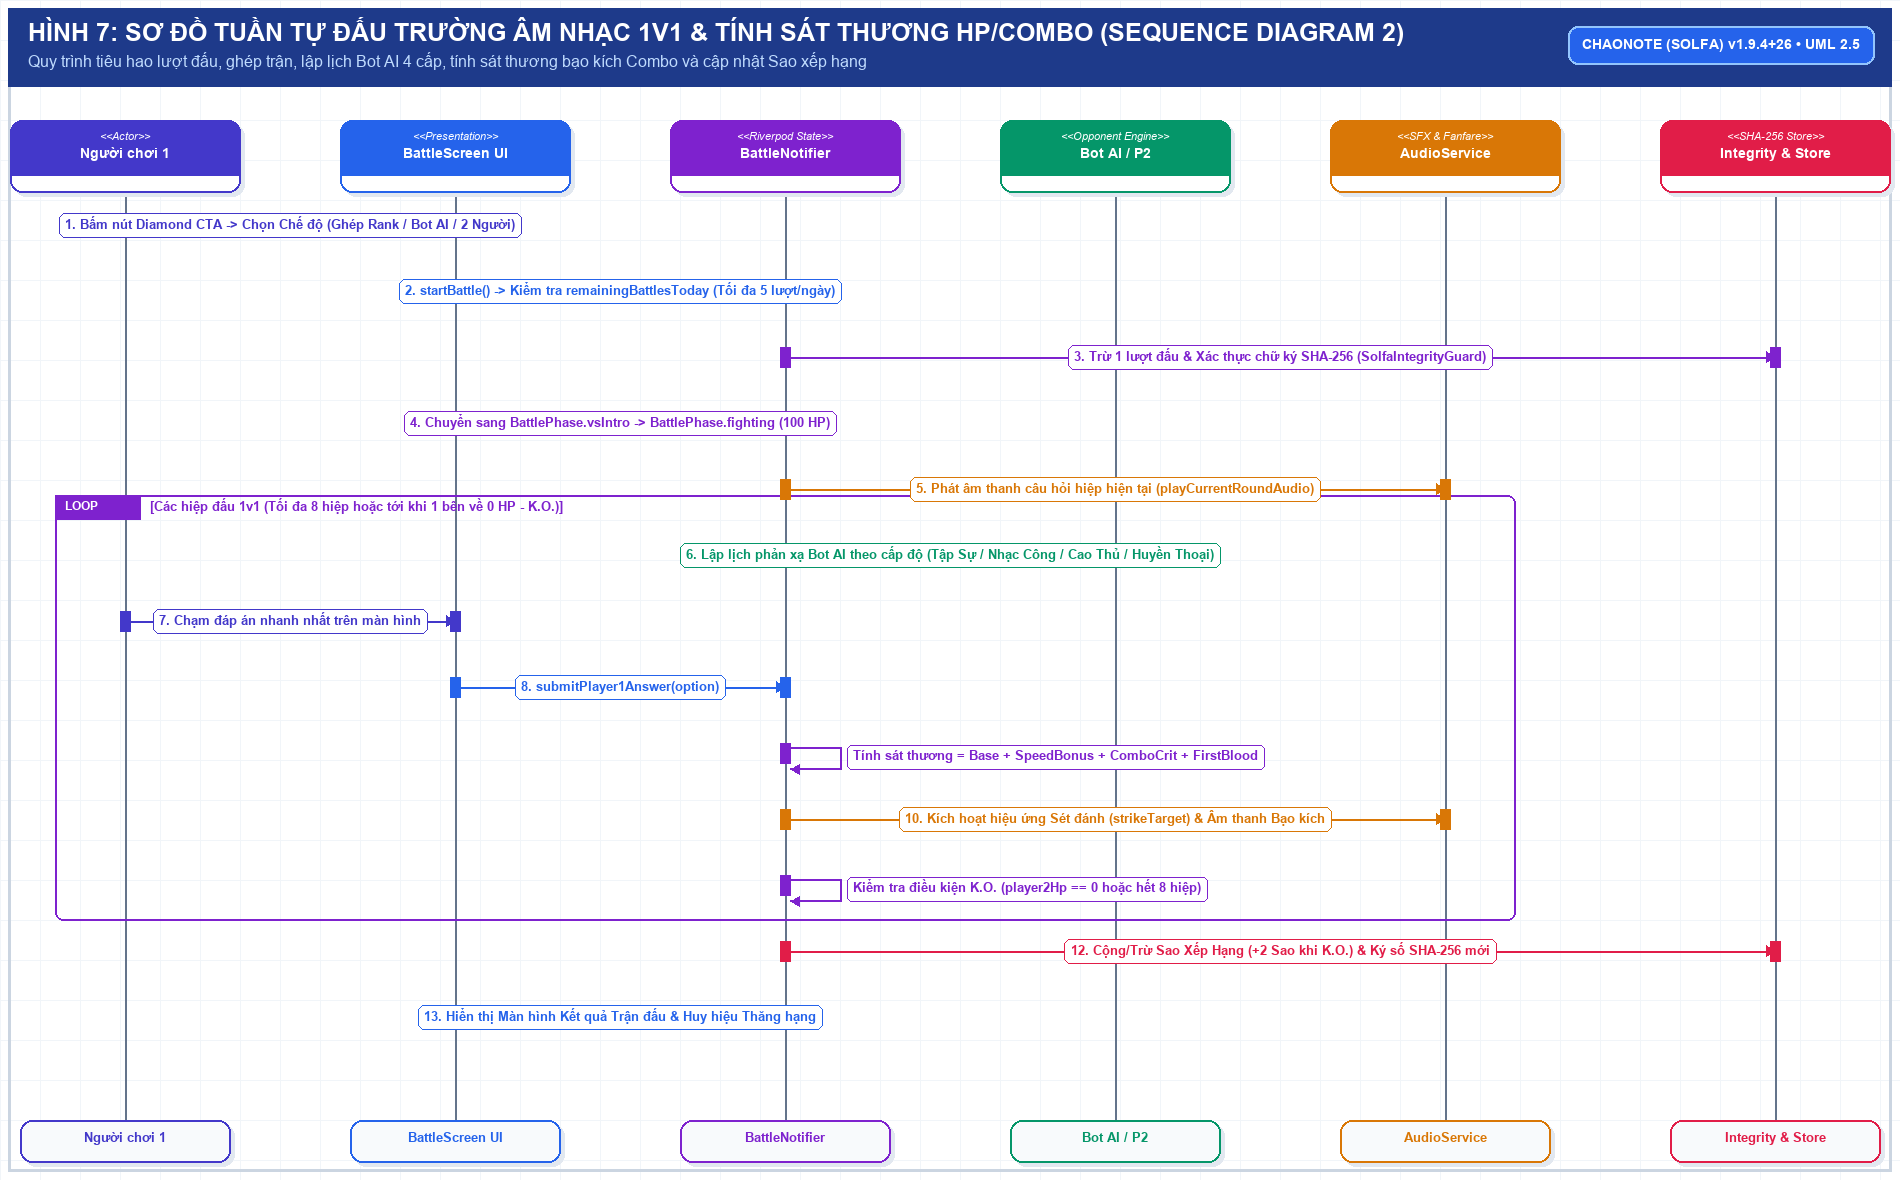 HÌNH 7: SƠ ĐỒ TUẦN TỰ ĐẤU TRƯỜNG ÂM NHẠC 1V1 & TÍNH SÁT THƯƠNG HP/COMBO (SEQUENCE DIAGRAM 2)
Quy trình tiêu hao lượt đấu, ghép trận, lập lịch Bot AI 4 cấp, tính sát thương bạo kích Combo và cập nhật Sao xếp hạng
CHAONOTE (SOLFA) v1.9.4+26 • UML 2.5
<<Actor>>
Người chơi 1
<<Presentation>>
BattleScreen UI
<<Riverpod State>>
BattleNotifier
<<Opponent Engine>>
Bot AI / P2
<<SFX & Fanfare>>
AudioService
<<SHA-256 Store>>
Integrity & Store
1. Bấm nút Diamond CTA -> Chọn Chế độ (Ghép Rank / Bot AI / 2 Người)
2. startBattle() -> Kiểm tra remainingBattlesToday (Tối đa 5 lượt/ngày)
3. Trừ 1 lượt đấu & Xác thực chữ ký SHA-256 (SolfaIntegrityGuard)
4. Chuyển sang BattlePhase.vsIntro -> BattlePhase.fighting (100 HP)
5. Phát âm thanh câu hỏi hiệp hiện tại (playCurrentRoundAudio)
LOOP
[Các hiệp đấu 1v1 (Tối đa 8 hiệp hoặc tới khi 1 bên về 0 HP - K.O.)]
6. Lập lịch phản xạ Bot AI theo cấp độ (Tập Sự / Nhạc Công / Cao Thủ / Huyền Thoại)
7. Chạm đáp án nhanh nhất trên màn hình
8. submitPlayer1Answer(option)
Tính sát thương = Base + SpeedBonus + ComboCrit + FirstBlood
10. Kích hoạt hiệu ứng Sét đánh (strikeTarget) & Âm thanh Bạo kích
Kiểm tra điều kiện K.O. (player2Hp == 0 hoặc hết 8 hiệp)
12. Cộng/Trừ Sao Xếp Hạng (+2 Sao khi K.O.) & Ký số SHA-256 mới
13. Hiển thị Màn hình Kết quả Trận đấu & Huy hiệu Thăng hạng
Người chơi 1
BattleScreen UI
BattleNotifier
Bot AI / P2
AudioService
Integrity & Store